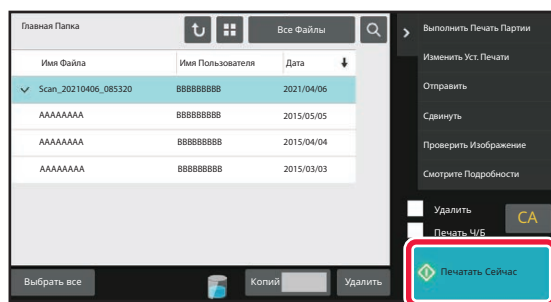 Главная Папка
Все Файлы
Имя Файла Имя Пользователя Дата
Scan_20210406_085320 BBBBBBBBB 2021/04/06
AAAAAAAA BBBBBBBBB 2015/05/05
AAAAAAAA BBBBBBBBB 2015/04/04
AAAAAAAA BBBBBBBBB 2015/03/03
Выбрать все
Копий
Удалить
Выполнить Печать Партии
Изменить Уст. Печати
Отправить
Сдвинуть
Проверить Изображение
Смотрите Подробности
Удалить
CA
Печать Ч/Б
Печатать Сейчас